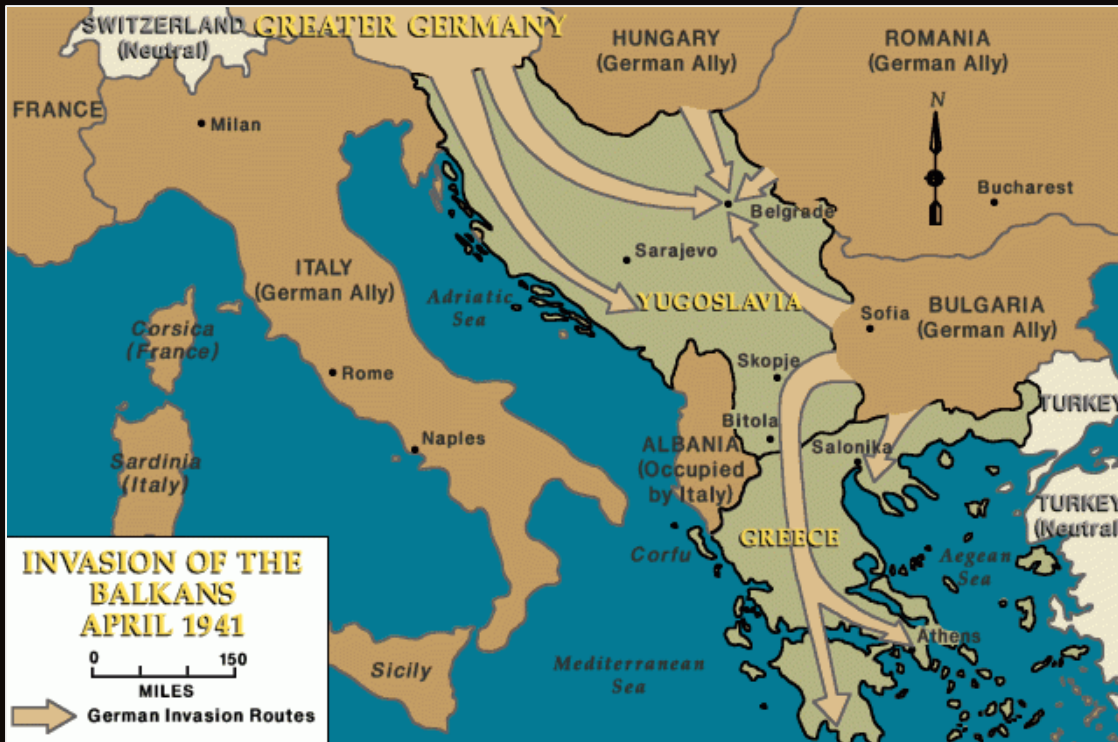 SWITZERLAND
(Neutral)
GREATER GERMANY
HUNGARY
(German Ally)
ROMANIA
(German Ally)
N
FRANCE
Milan
Bucharest
Belgrade
Sarajevo
ITALY
(German Ally)
Adriatic
Sea
YUGOSLAVIA
Sofia
BULGARIA
(German Ally)
Corsica
(France)
Rome
Skopje
TURKEY
Naples
Bitola
ALBANIA
(Occupied
by Italy)
Salonika
Sardinia
(Italy)
TURKEY
(Neutral)
Corfu
GREECE
Aegean
Sea
INVASION OF THE
BALKANS
APRIL 1941
0 150
MILES
German Invasion Routes
Sicily
Mediterranean
Sea
Athens